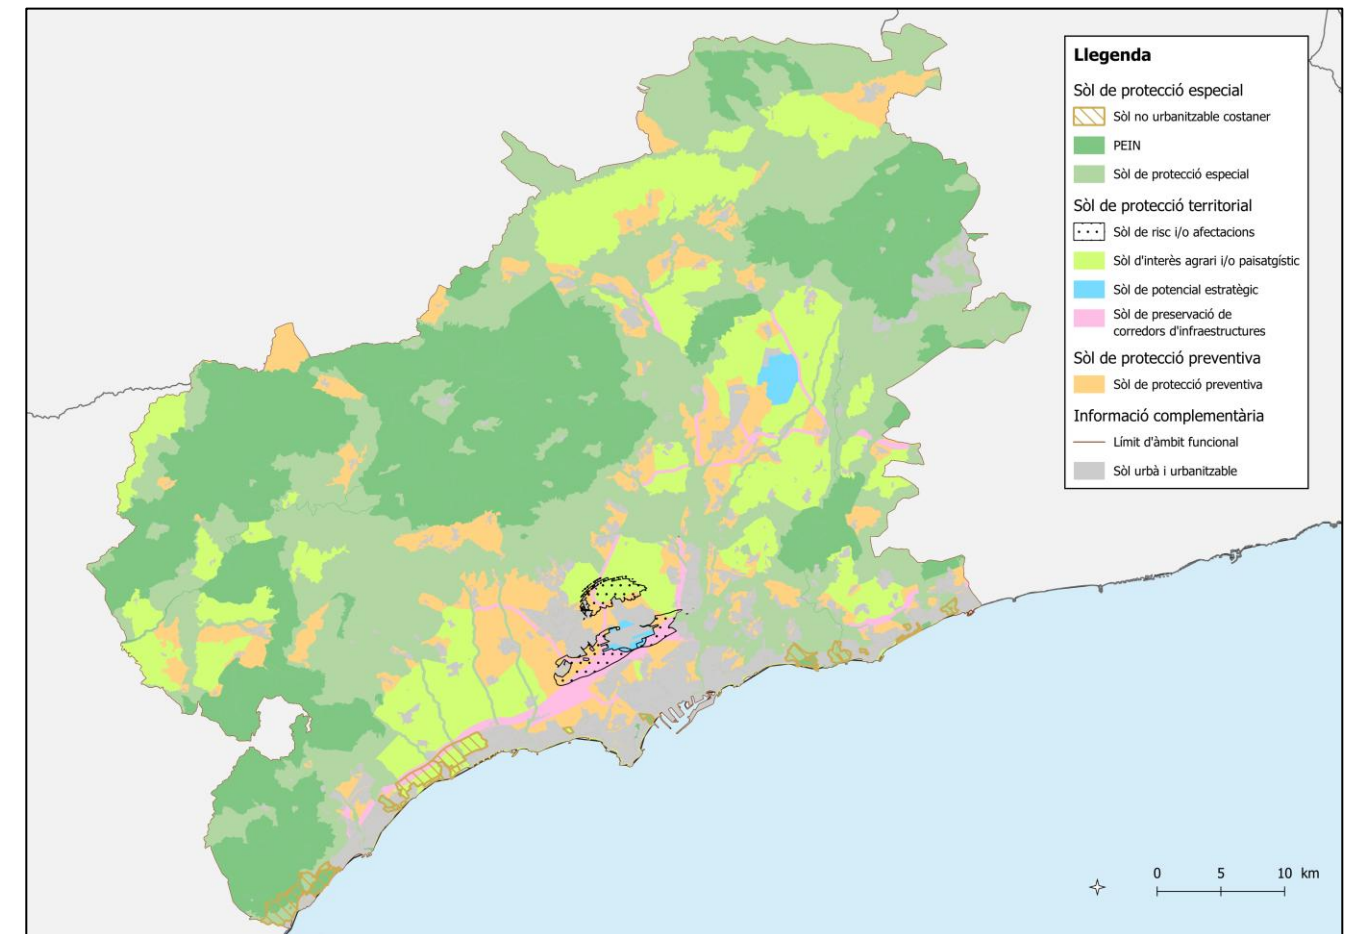 Llegenda
Sòl de protecció especial
Sòl no urbanitzable costaner
PEIN
Sòl de protecció especial
Sòl de protecció territorial
Sòl de risc i/o afectacions
Sòl d'interès agrari i/o paisatgístic
Sòl de potencial estratègic
Sòl de preservació de
corredors d'infraestructures
Sòl de protecció preventiva
Sòl de protecció preventiva
Informació complementària
Límit d'àmbit funcional
Sòl urbà i urbanitzable
0 5 10 km